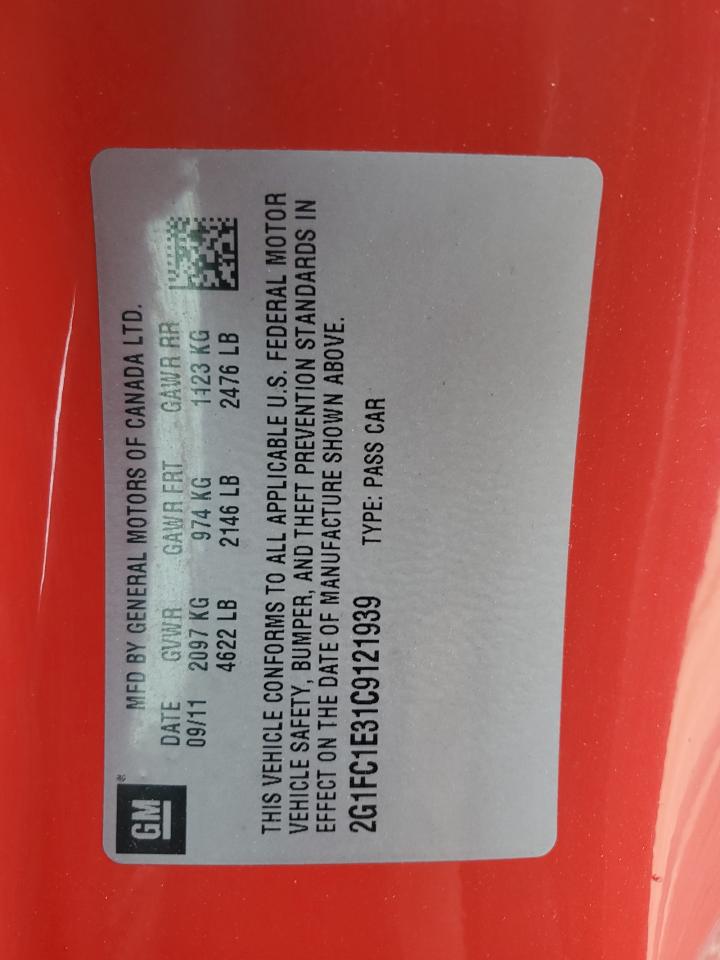 GM
MFD BY GENERAL MOTORS OF CANADA LTD.
DATE GVWR GAWR FRT GAWR RR
09/11 2097 KG 974 KG 1123 KG
4622 LB 2146 LB 2476 LB
THIS VEHICLE CONFORMS TO ALL APPLICABLE U.S. FEDERAL MOTOR
VEHICLE SAFETY, BUMPER, AND THEFT PREVENTION STANDARDS IN
EFFECT ON THE DATE OF MANUFACTURE SHOWN ABOVE.
2G1FC1E31C9121939 TYPE: PASS CAR